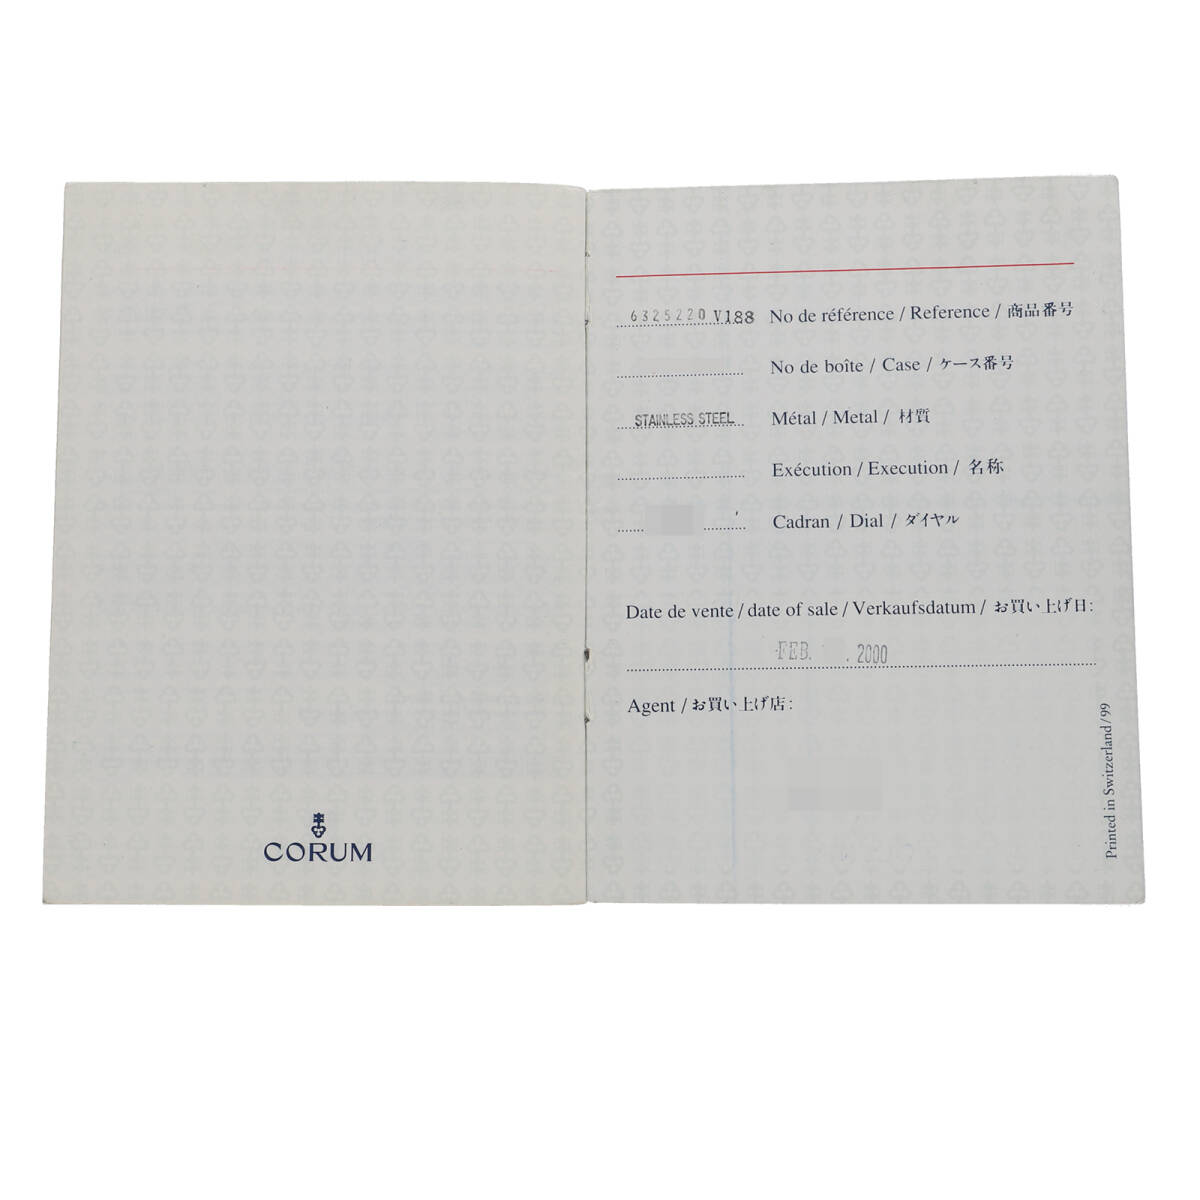 CORUM
6325220 V.188 No de référence / Reference / 商品番号
No de boîte / Case / ケース番号
STAINLESS STEEL Métal / Metal / 材質
Exécution / Execution / 名称
Cadran / Dial / ダイヤル
Date de vente / date of sale / Verkaufsdatum / お買い上げ日:
FEB. . 2000
Agent / お買い上げ店:
Printed in Switzerland / 99